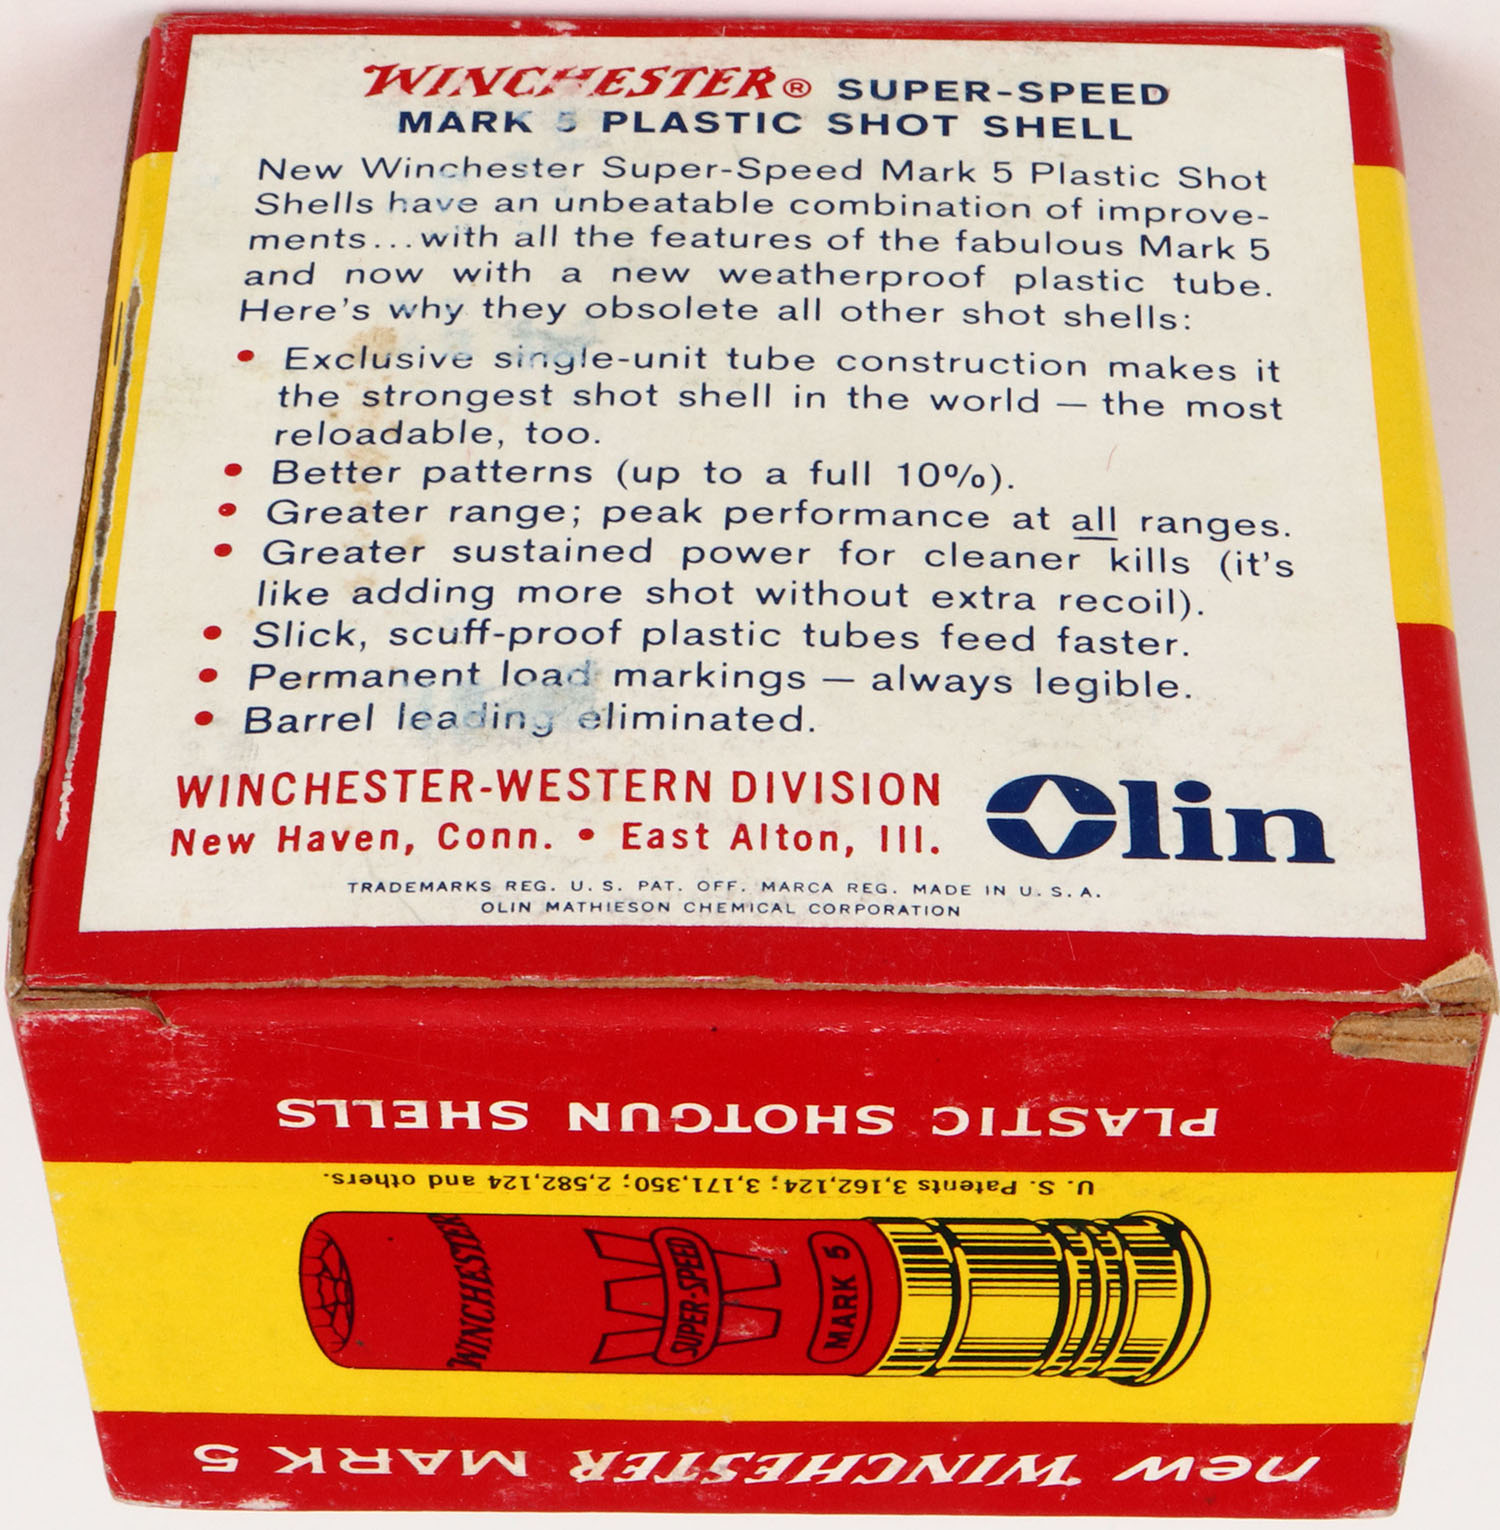 WINCHESTER® SUPER-SPEED
MARK 5 PLASTIC SHOT SHELL
New Winchester Super-Speed Mark 5 Plastic Shot
Shells have an unbeatable combination of improve-
ments...with all the features of the fabulous Mark 5
and now with a new weatherproof plastic tube.
Here's why they obsolete all other shot shells:
• Exclusive single-unit tube construction makes it
the strongest shot shell in the world — the most
reloadable, too.
• Better patterns (up to a full 10%).
• Greater range; peak performance at all ranges.
• Greater sustained power for cleaner kills (it's
like adding more shot without extra recoil).
• Slick, scuff-proof plastic tubes feed faster.
• Permanent load markings — always legible.
• Barrel leading eliminated.
WINCHESTER-WESTERN DIVISION
New Haven, Conn. • East Alton, Ill.
Olin
TRADEMARKS REG. U. S. PAT. OFF. MARCA REG. MADE IN U. S. A.
OLIN MATHIESON CHEMICAL CORPORATION
new WINCHESTER MARK 5
WINCHESTER
W
SUPER-SPEED
MARK 5
U. S. Patents 3,162,124; 3,171,350; 2,582,124 and others.
PLASTIC SHOTGUN SHELLS